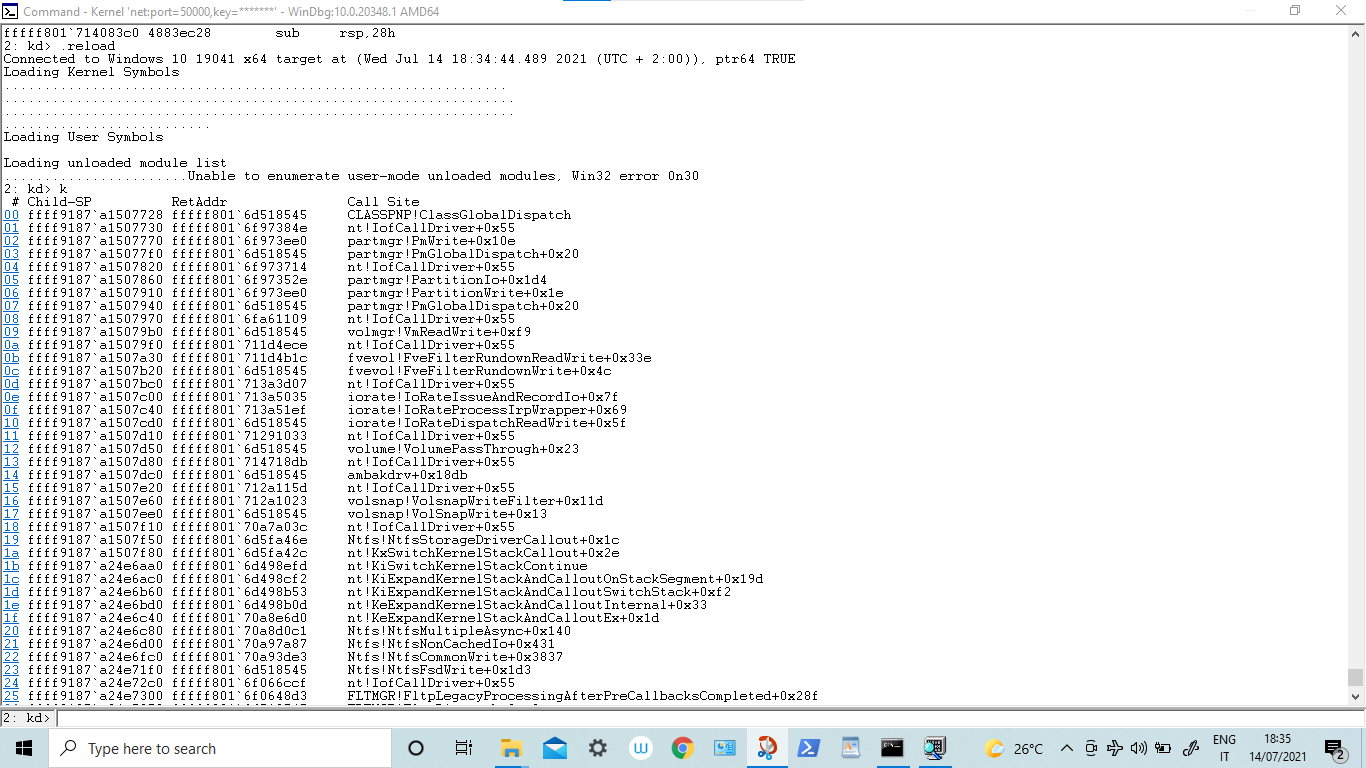 Command - Kernel 'net:port=50000,key=*******' - WinDbg:10.0.20348.1 AMD64
fffff801`714083c0 4883ec28        sub     rsp,28h
2: kd> .reload
Connected to Windows 10 19041 x64 target at (Wed Jul 14 18:34:44.489 2021 (UTC + 2:00)), ptr64 TRUE
Loading Kernel Symbols
...............................................................
................................................................
................................................................
..........................
Loading User Symbols
Loading unloaded module list
.......................Unable to enumerate user-mode unloaded modules, Win32 error 0n30
2: kd> k
 # Child-SP          RetAddr               Call Site
00 ffff9187`a1507728 fffff801`6d518545     CLASSPNP!ClassGlobalDispatch
01 ffff9187`a1507730 fffff801`6f97384e     nt!IofCallDriver+0x55
02 ffff9187`a1507770 fffff801`6f973ee0     partmgr!PmWrite+0x10e
03 ffff9187`a15077f0 fffff801`6d518545     partmgr!PmGlobalDispatch+0x20
04 ffff9187`a1507820 fffff801`6f973714     nt!IofCallDriver+0x55
05 ffff9187`a1507860 fffff801`6f97352e     partmgr!PartitionIo+0x1d4
06 ffff9187`a1507910 fffff801`6f973ee0     partmgr!PartitionWrite+0x1e
07 ffff9187`a1507940 fffff801`6d518545     partmgr!PmGlobalDispatch+0x20
08 ffff9187`a1507970 fffff801`6fa61109     nt!IofCallDriver+0x55
09 ffff9187`a15079b0 fffff801`6d518545     volmgr!VmReadWrite+0xf9
0a ffff9187`a15079f0 fffff801`711d4ece     nt!IofCallDriver+0x55
0b ffff9187`a1507a30 fffff801`711d4b1c     fvevol!FveFilterRundownReadWrite+0x33e
0c ffff9187`a1507b20 fffff801`6d518545     fvevol!FveFilterRundownWrite+0x4c
0d ffff9187`a1507bc0 fffff801`713a3d07     nt!IofCallDriver+0x55
0e ffff9187`a1507c00 fffff801`713a5035     iorate!IoRateIssueAndRecordIo+0x7f
0f ffff9187`a1507c40 fffff801`713a51ef     iorate!IoRateProcessIrpWrapper+0x69
10 ffff9187`a1507cd0 fffff801`6d518545     iorate!IoRateDispatchReadWrite+0x5f
11 ffff9187`a1507d10 fffff801`71291033     nt!IofCallDriver+0x55
12 ffff9187`a1507d50 fffff801`6d518545     volume!VolumePassThrough+0x23
13 ffff9187`a1507d80 fffff801`714718db     nt!IofCallDriver+0x55
14 ffff9187`a1507dc0 fffff801`6d518545     ambakdrv+0x18db
15 ffff9187`a1507e20 fffff801`712a115d     nt!IofCallDriver+0x55
16 ffff9187`a1507e60 fffff801`712a1023     volsnap!VolsnapWriteFilter+0x11d
17 ffff9187`a1507ee0 fffff801`6d518545     volsnap!VolSnapWrite+0x13
18 ffff9187`a1507f10 fffff801`70a7a03c     nt!IofCallDriver+0x55
19 ffff9187`a1507f50 fffff801`6d5fa46e     Ntfs!NtfsStorageDriverCallout+0x1c
1a ffff9187`a1507f80 fffff801`6d5fa42c     nt!KxSwitchKernelStackCallout+0x2e
1b ffff9187`a24e6aa0 fffff801`6d498efd     nt!KiSwitchKernelStackContinue
1c ffff9187`a24e6ac0 fffff801`6d498cf2     nt!KiExpandKernelStackAndCalloutOnStackSegment+0x19d
1d ffff9187`a24e6b60 fffff801`6d498b53     nt!KiExpandKernelStackAndCalloutSwitchStack+0xf2
1e ffff9187`a24e6bd0 fffff801`6d498b0d     nt!KeExpandKernelStackAndCalloutInternal+0x33
1f ffff9187`a24e6c40 fffff801`70a8e6d0     nt!KeExpandKernelStackAndCalloutEx+0x1d
20 ffff9187`a24e6c80 fffff801`70a8d0c1     Ntfs!NtfsMultipleAsync+0x140
21 ffff9187`a24e6d00 fffff801`70a97a87     Ntfs!NtfsNonCachedIo+0x431
22 ffff9187`a24e6fc0 fffff801`70a93de3     Ntfs!NtfsCommonWrite+0x3837
23 ffff9187`a24e71f0 fffff801`6d518545     Ntfs!NtfsFsdWrite+0x1d3
24 ffff9187`a24e72c0 fffff801`6f066ccf     nt!IofCallDriver+0x55
25 ffff9187`a24e7300 fffff801`6f0648d3     FLTMGR!FltpLegacyProcessingAfterPreCallbacksCompleted+0x28f
2: kd>
Type here to search
26°C
ENG
IT
18:35
14/07/2021
2